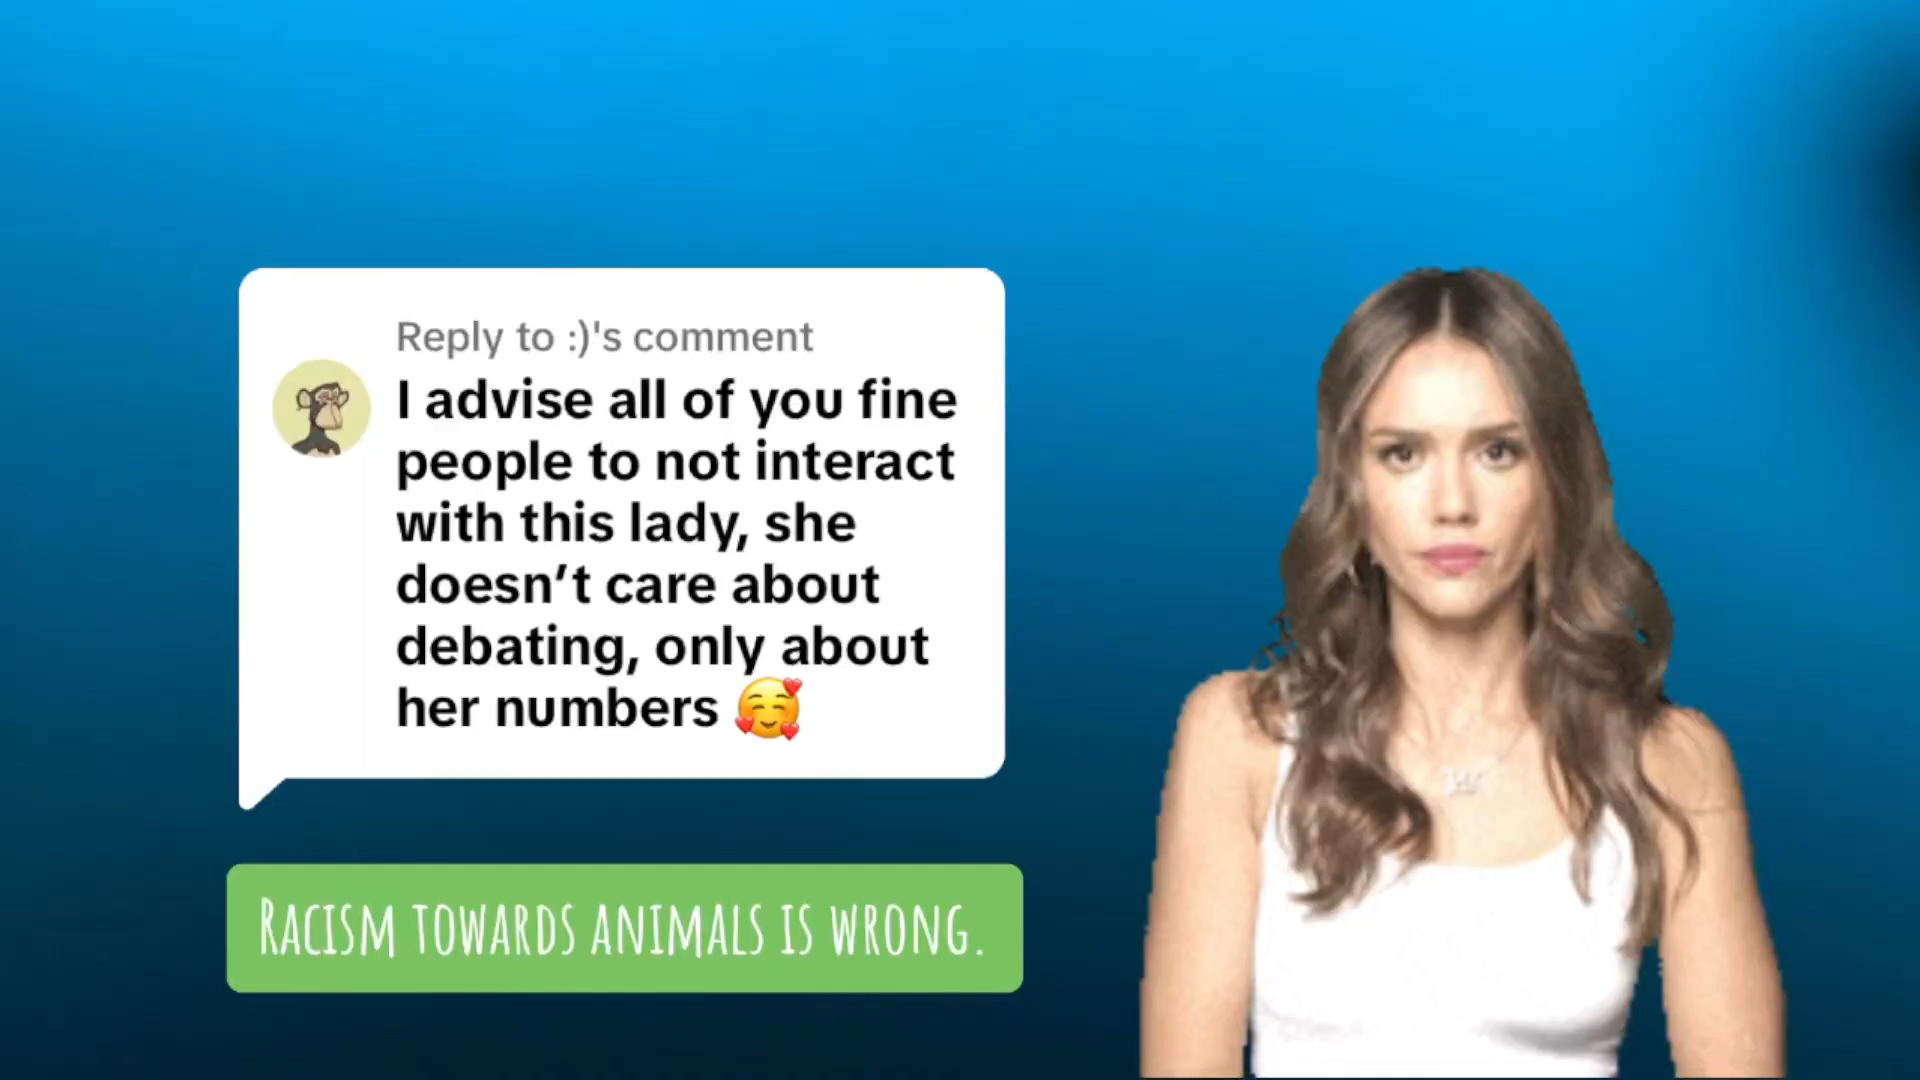 Reply to :)'s comment
I advise all of you fine
people to not interact
with this lady, she
doesn’t care about
debating, only about
her numbers 🥰
Racism towards animals is wrong.